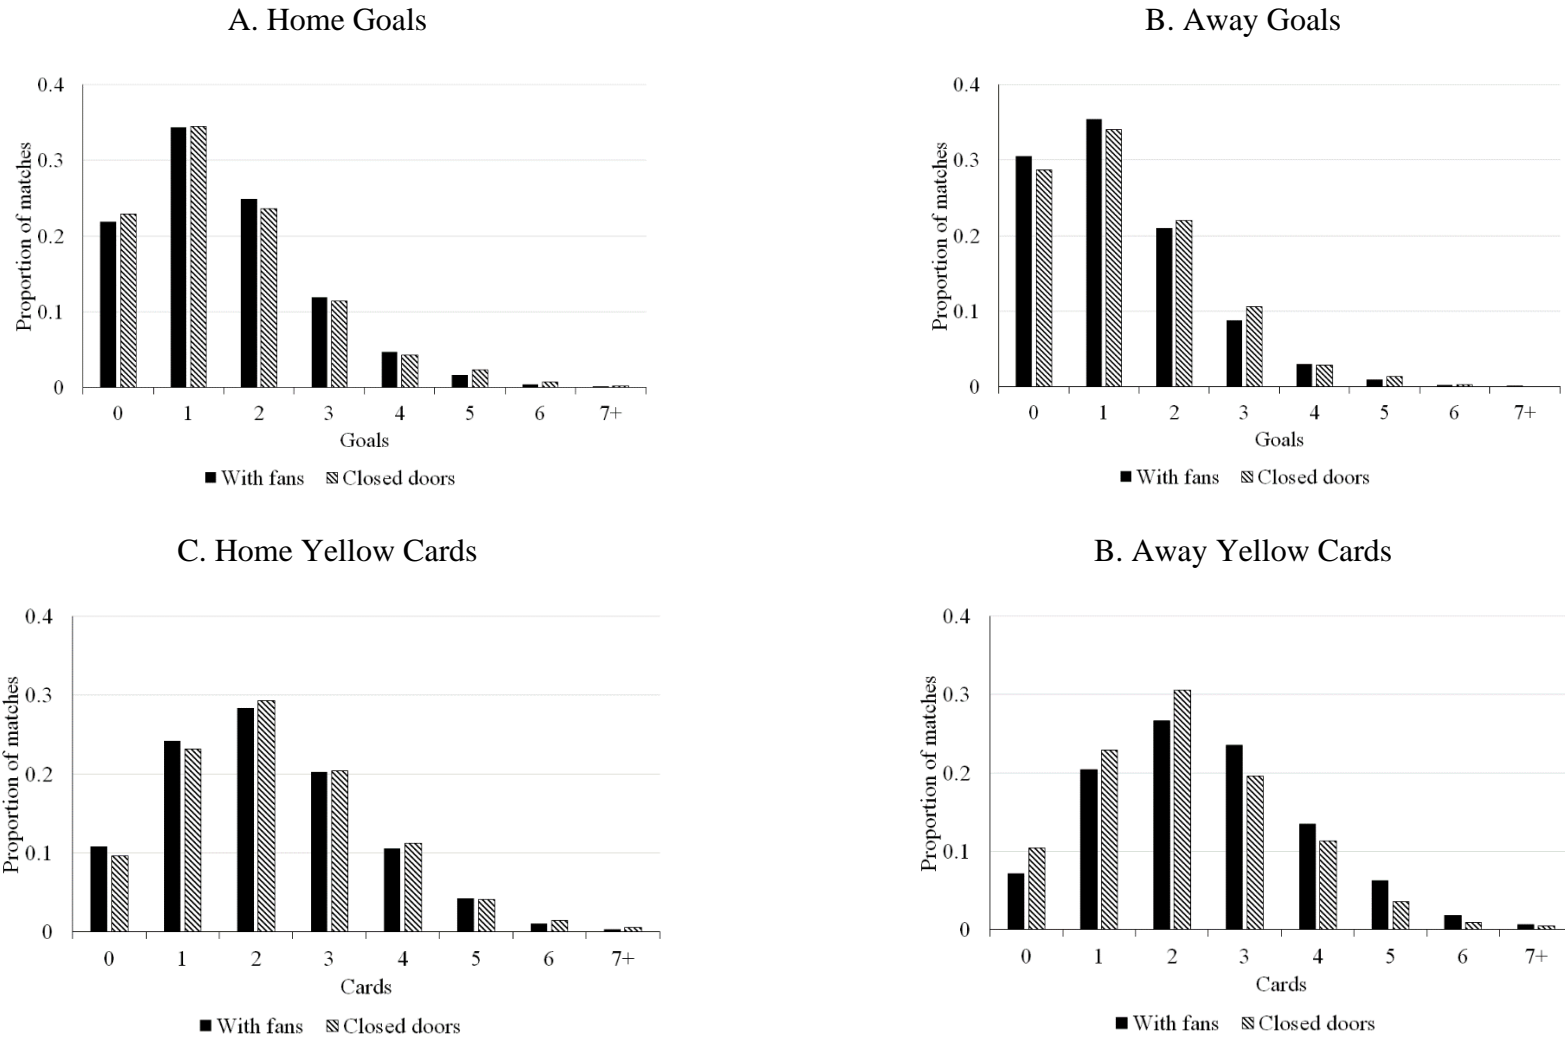 A. Home Goals
0.4
0.3
0.2
0.1
0
Proportion of matches
0 1 2 3 4 5 6 7+
Goals
With fans Closed doors
B. Away Goals
0.4
0.3
0.2
0.1
0
Proportion of matches
0 1 2 3 4 5 6 7+
Goals
With fans Closed doors
C. Home Yellow Cards
0.4
0.3
0.2
0.1
0
Proportion of matches
0 1 2 3 4 5 6 7+
Cards
With fans Closed doors
B. Away Yellow Cards
0.4
0.3
0.2
0.1
0
Proportion of matches
0 1 2 3 4 5 6 7+
Cards
With fans Closed doors